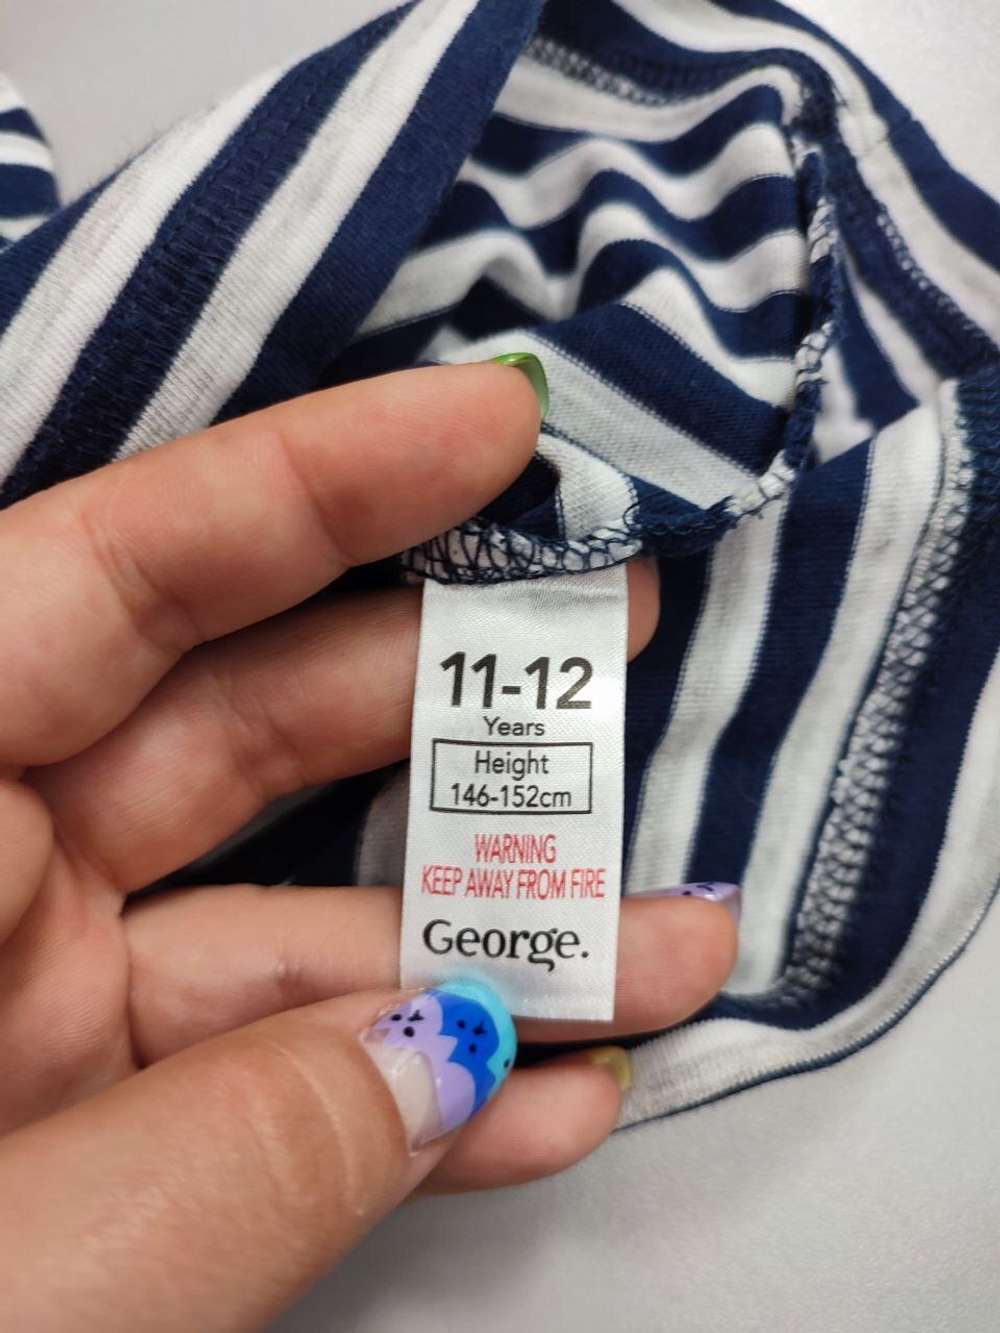 11-12
Years
Height
146-152cm
WARNING
KEEP AWAY FROM FIRE
George.